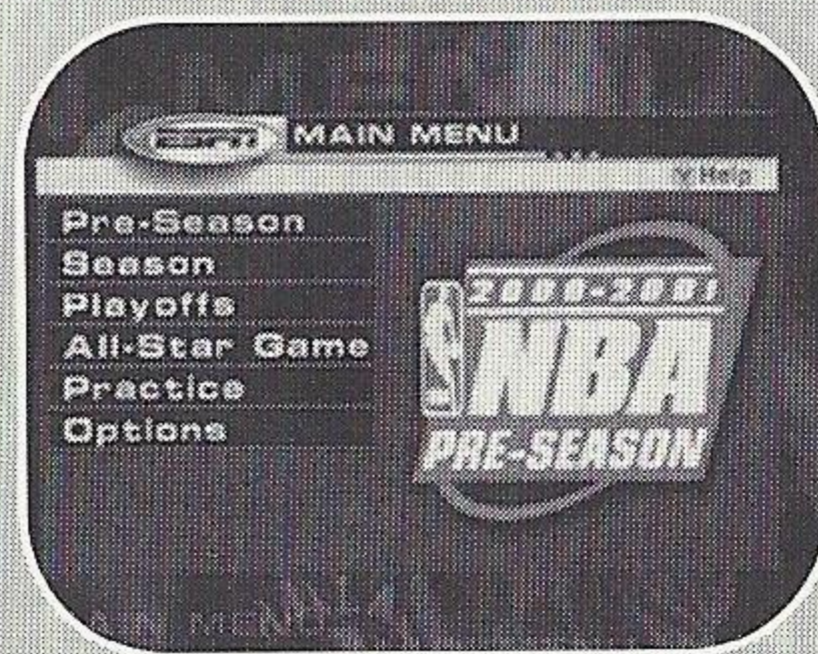 ESPN MAIN MENU
Help
Pre-Season
Season
Playoffs
All-Star Game
Practice
Options
2000-2001
NBA
PRE-SEASON